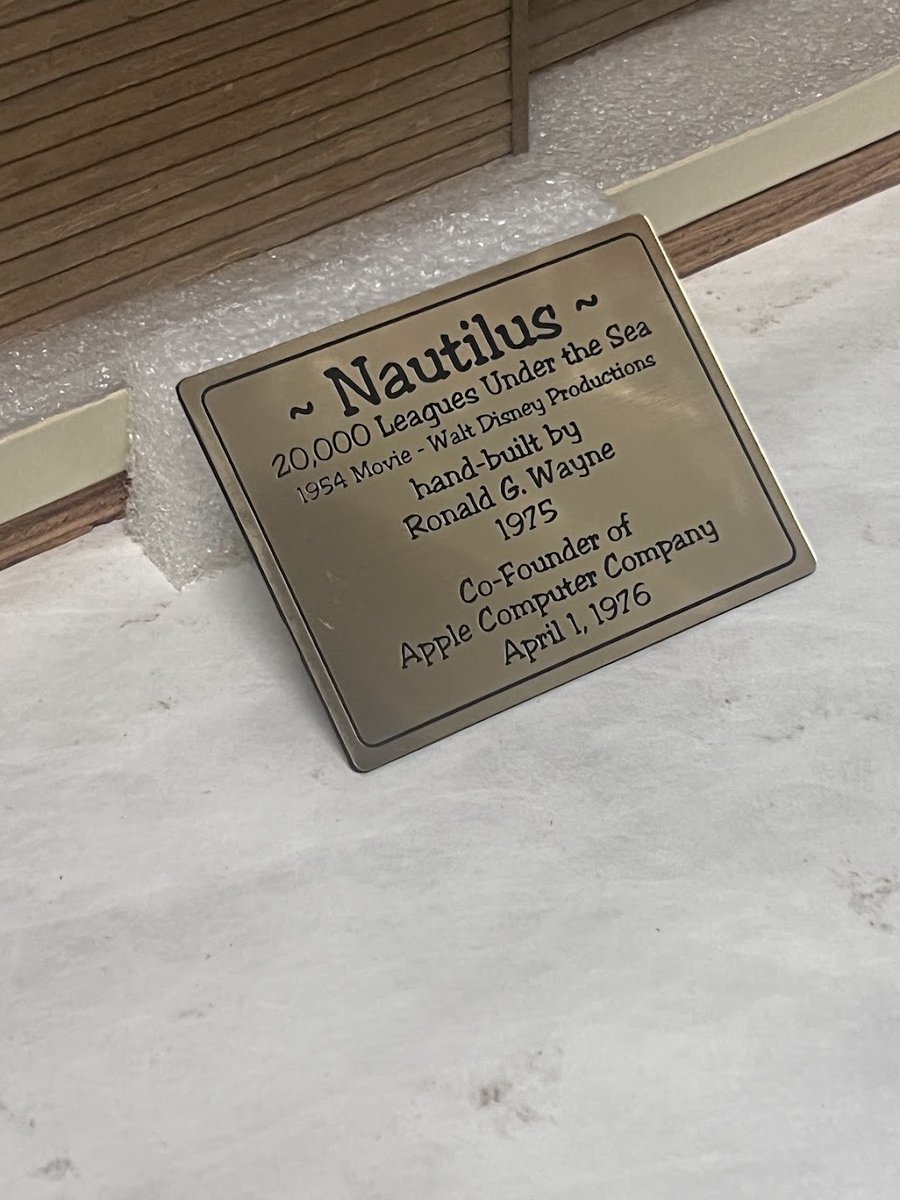 ~ Nautilus ~
20,000 Leagues Under the Sea
1954 Movie - Walt Disney Productions
hand-built by
Ronald G. Wayne
1975
Co-Founder of
Apple Computer Company
April 1, 1976